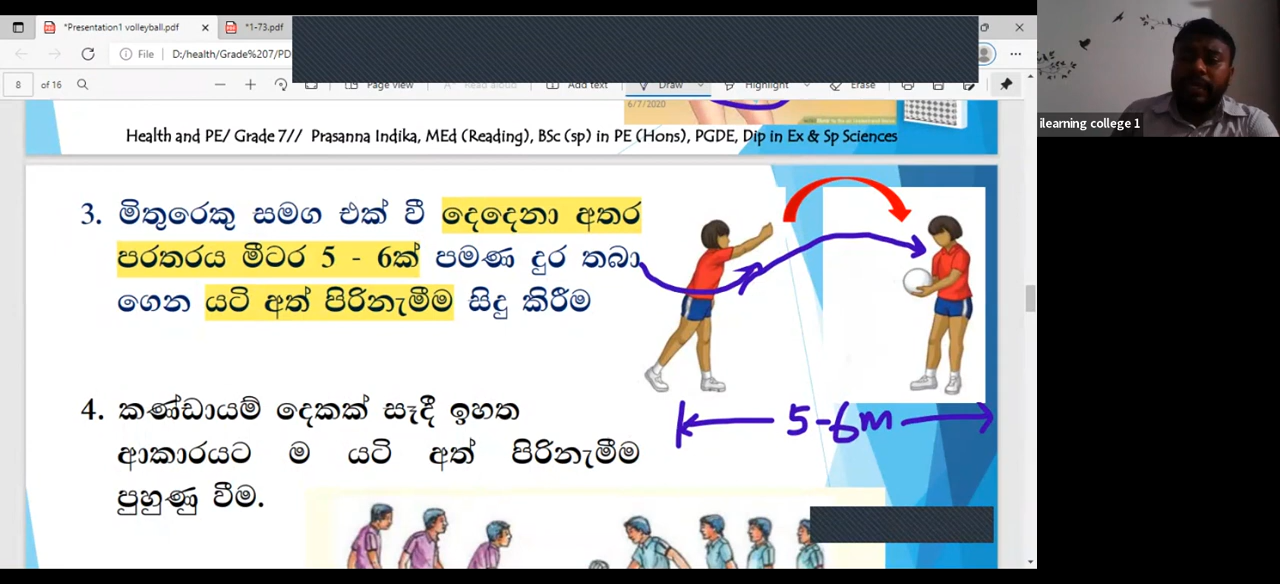 *Presentation1 volleyball.pdf
*1-73.pdf
File
D:/health/Grade%207/PD
8 of 16
Page view
Read aloud
Add text
Draw
Highlight
Erase
6/7/2020
Health and PE/ Grade 7// Prasanna Indika, MEd (Reading), BSc (sp) in PE (Hons), PGDE, Dip in Ex & Sp Sciences
ilearning college 1
3. මිතුරෙකු සමග එක් වී දෙදෙනා අතර
පරතරය මීටර 5 - 6ක් පමණ දුර තබා
ගෙන යටි අත් පිරිනැමීම සිදු කිරීම
4. කණ්ඩායම් දෙකක් සෑදී ඉහත
ආකාරයට ම යටි අත් පිරිනැමීම
පුහුණු වීම.
5-6m